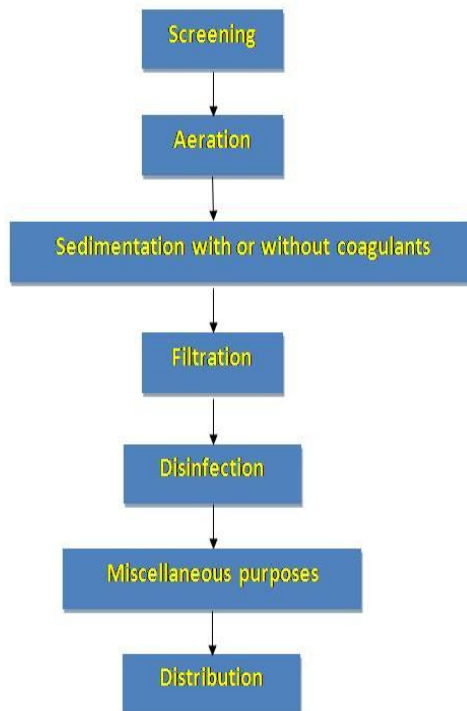 Screening
Aeration
Sedimentation with or without coagulants
Filtration
Disinfection
Miscellaneous purposes
Distribution